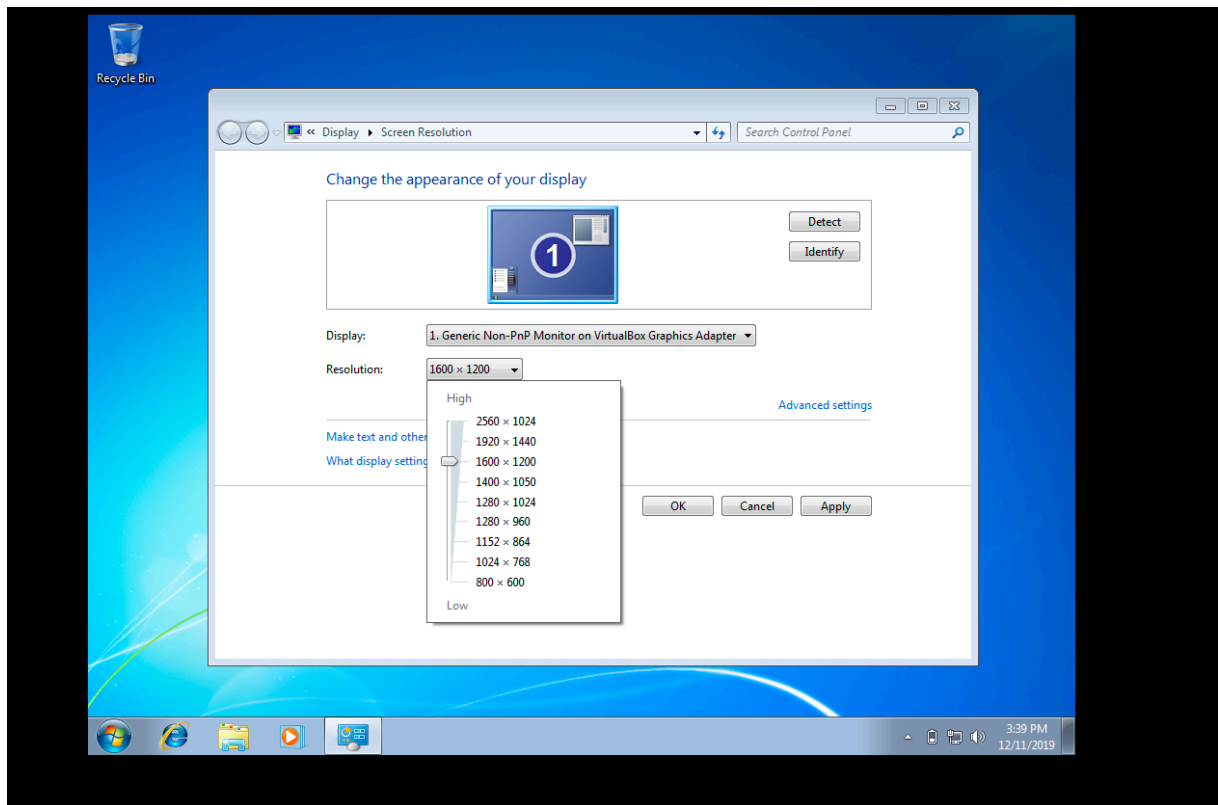 Recycle Bin
« Display ▸ Screen Resolution
Search Control Panel
Change the appearance of your display
1
Detect
Identify
Display:
1. Generic Non-PnP Monitor on VirtualBox Graphics Adapter
Resolution:
1600 × 1200
High
2560 × 1024
1920 × 1440
1600 × 1200
1400 × 1050
1280 × 1024
1280 × 960
1152 × 864
1024 × 768
800 × 600
Low
Advanced settings
Make text and other
What display setting
OK
Cancel
Apply
3:39 PM
12/11/2019